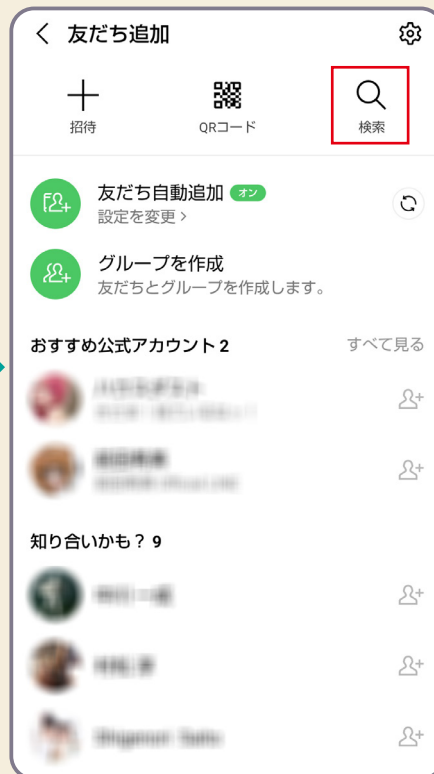 友だち追加
招待
QRコード
検索
友だち自動追加 オン
設定を変更 >
グループを作成
友だちとグループを作成します。
おすすめ公式アカウント 2 すべて見る
知り合いかも？ 9